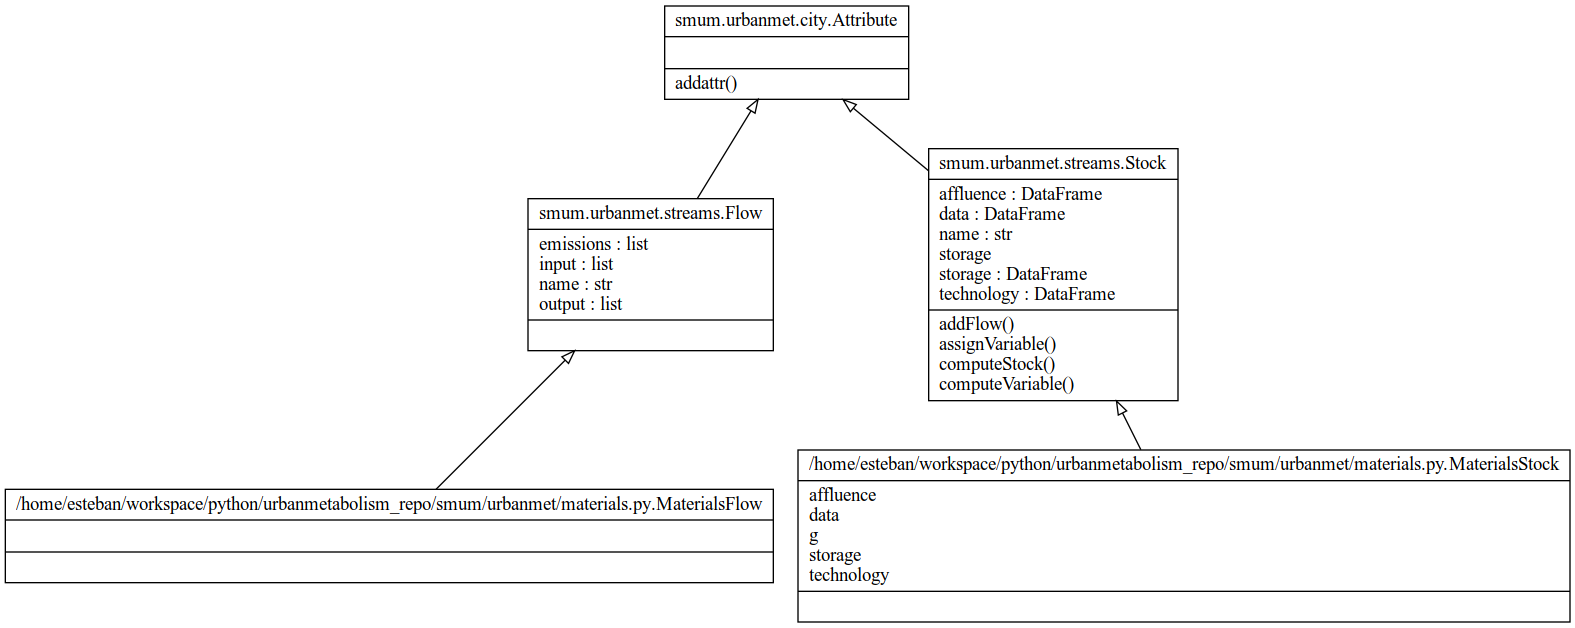 smum.urbanmet.city.Attribute
addattr()
smum.urbanmet.streams.Stock
affluence : DataFrame
data : DataFrame
name : str
storage
storage : DataFrame
technology : DataFrame
addFlow()
assignVariable()
computeStock()
computeVariable()
smum.urbanmet.streams.Flow
emissions : list
input : list
name : str
output : list
/home/esteban/workspace/python/urbanmetabolism_repo/smum/urbanmet/materials.py.MaterialsStock
affluence
data
g
storage
technology
/home/esteban/workspace/python/urbanmetabolism_repo/smum/urbanmet/materials.py.MaterialsFlow